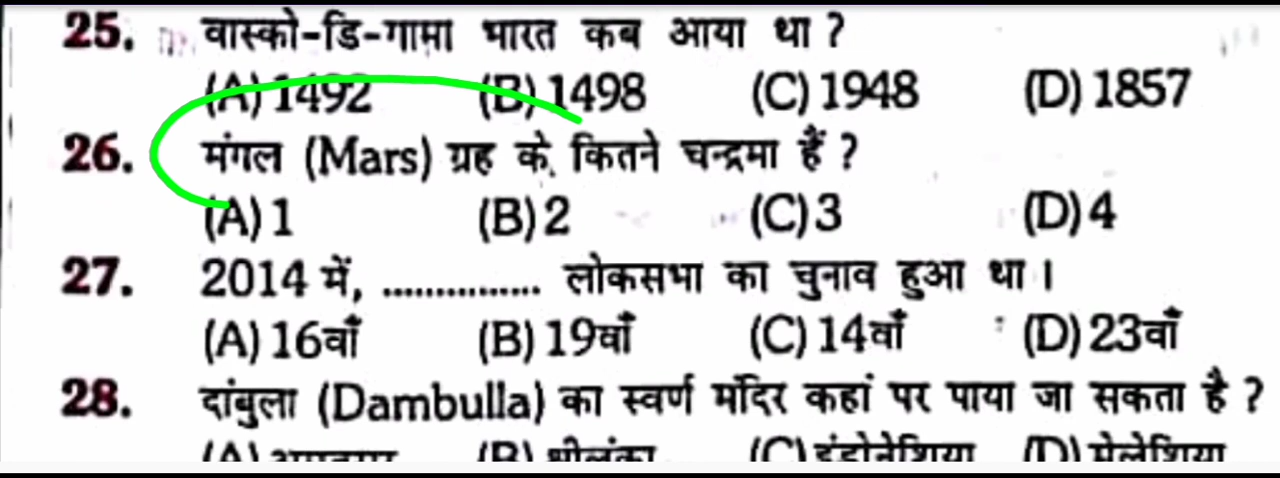 25. वास्को-डि-गामा भारत कब आया था ?
(A) 1492 (B) 1498 (C) 1948 (D) 1857
26. मंगल (Mars) ग्रह के कितने चन्द्रमा हैं ?
(A) 1 (B) 2 (C) 3 (D) 4
27. 2014 में, ............... लोकसभा का चुनाव हुआ था ।
(A) 16वाँ (B) 19वाँ (C) 14वाँ (D) 23वाँ
28. दांबुला (Dambulla) का स्वर्ण मंदिर कहां पर पाया जा सकता है ?
(A) (B) श्रीलंका (C) इंडोनेशिया (D) मलेशिया